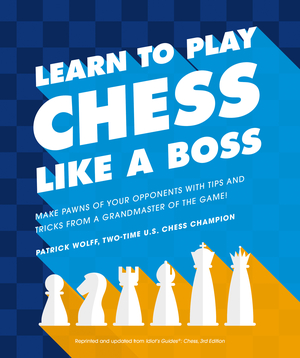 LEARN TO PLAY
CHESS
LIKE A BOSS
MAKE PAWNS OF YOUR OPPONENTS WITH TIPS AND
TRICKS FROM A GRANDMASTER OF THE GAME!
PATRICK WOLFF, TWO-TIME U.S. CHESS CHAMPION
Reprinted and updated from Idiot's Guides®: Chess, 3rd Edition